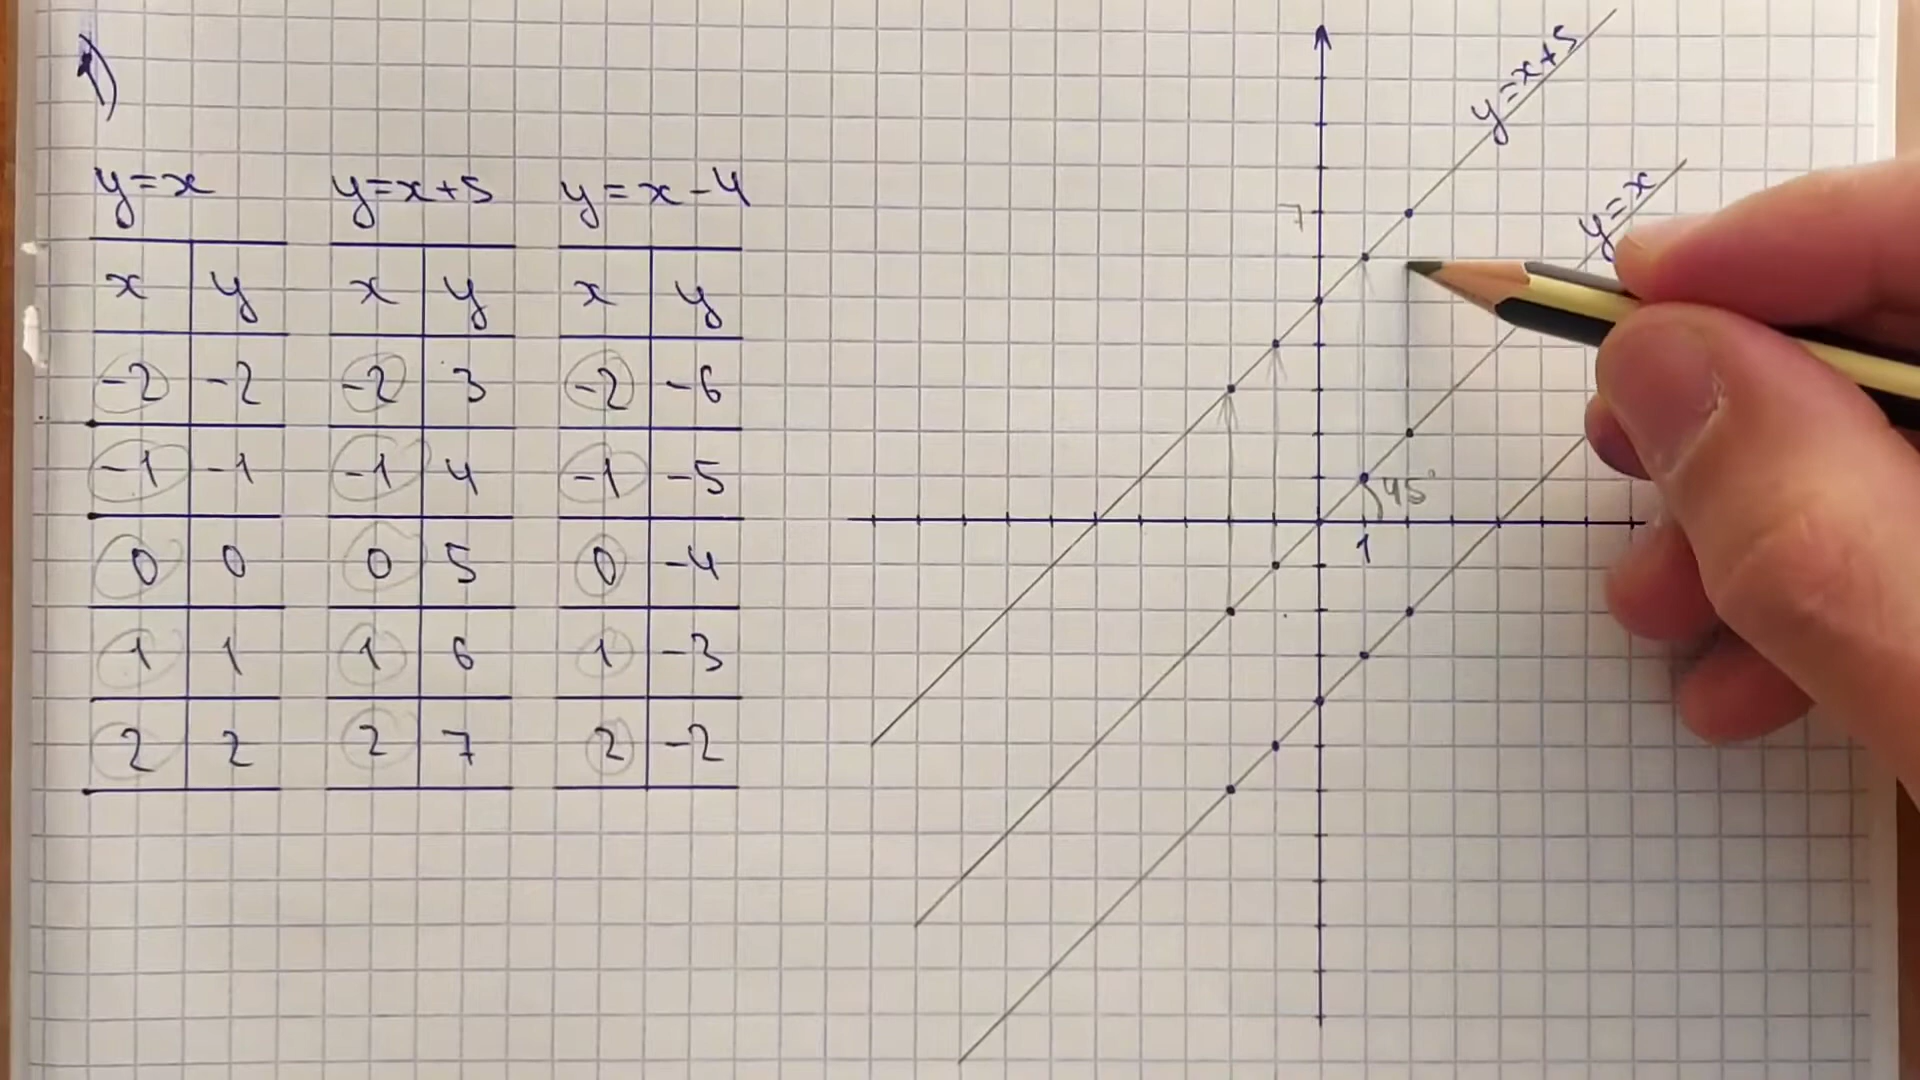 1)
y=x y=x+5 y=x-4
x y x y x y
-2 -2 -2 3 -2 -6
-1 -1 -1 4 -1 -5
0 0 0 5 0 -4
1 1 1 6 1 -3
2 2 2 7 2 -2
y=x+5
y=x
7
45°
1